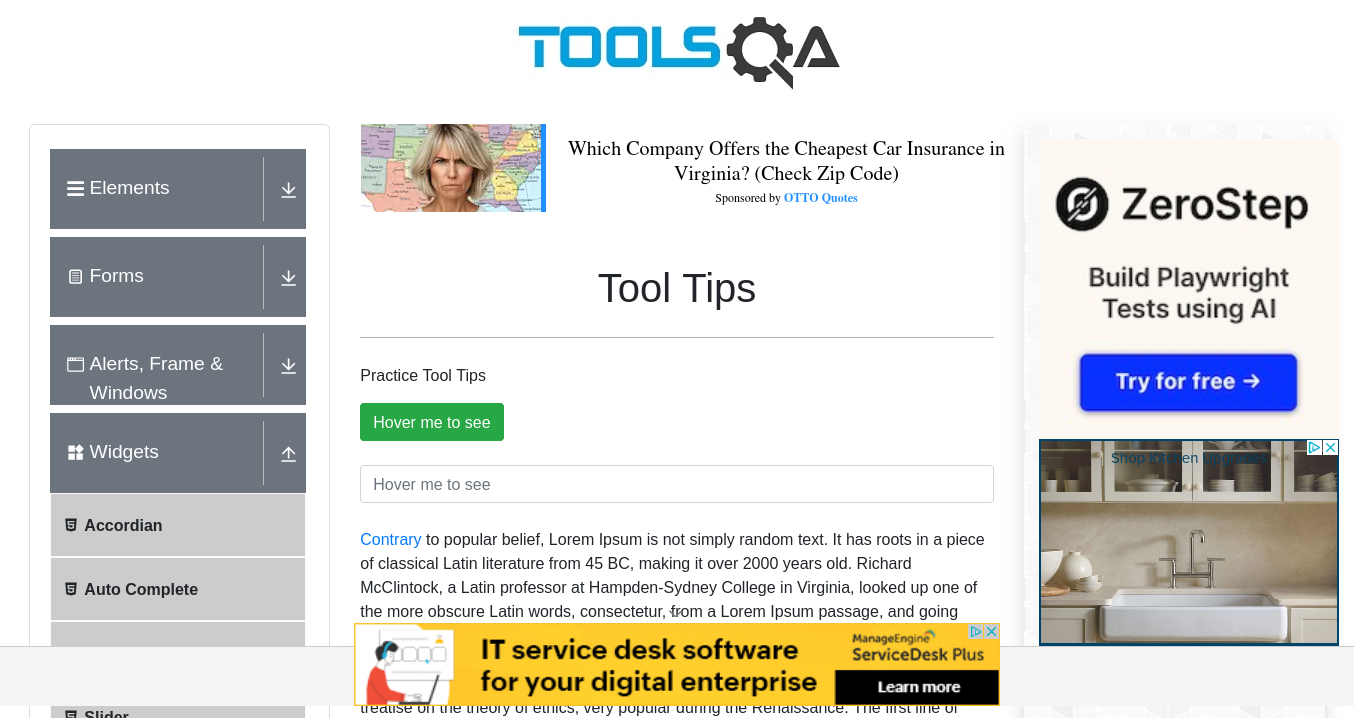 TOOLSQA
Elements
Forms
Alerts, Frame &
Windows
Widgets
Accordian
Auto Complete
Slider
Which Company Offers the Cheapest Car Insurance in
Virginia? (Check Zip Code)
Sponsored by OTTO Quotes
Tool Tips
Practice Tool Tips
Hover me to see
Hover me to see
Contrary to popular belief, Lorem Ipsum is not simply random text. It has roots in a piece
of classical Latin literature from 45 BC, making it over 2000 years old. Richard
McClintock, a Latin professor at Hampden-Sydney College in Virginia, looked up one of
the more obscure Latin words, consectetur, from a Lorem Ipsum passage, and going
treatise on the theory of ethics, very popular during the Renaissance. The first line of
IT service desk software
for your digital enterprise
ManageEngine
ServiceDesk Plus
Learn more
ZeroStep
Build Playwright
Tests using AI
Try for free →
Shop Kitchen Upgrades